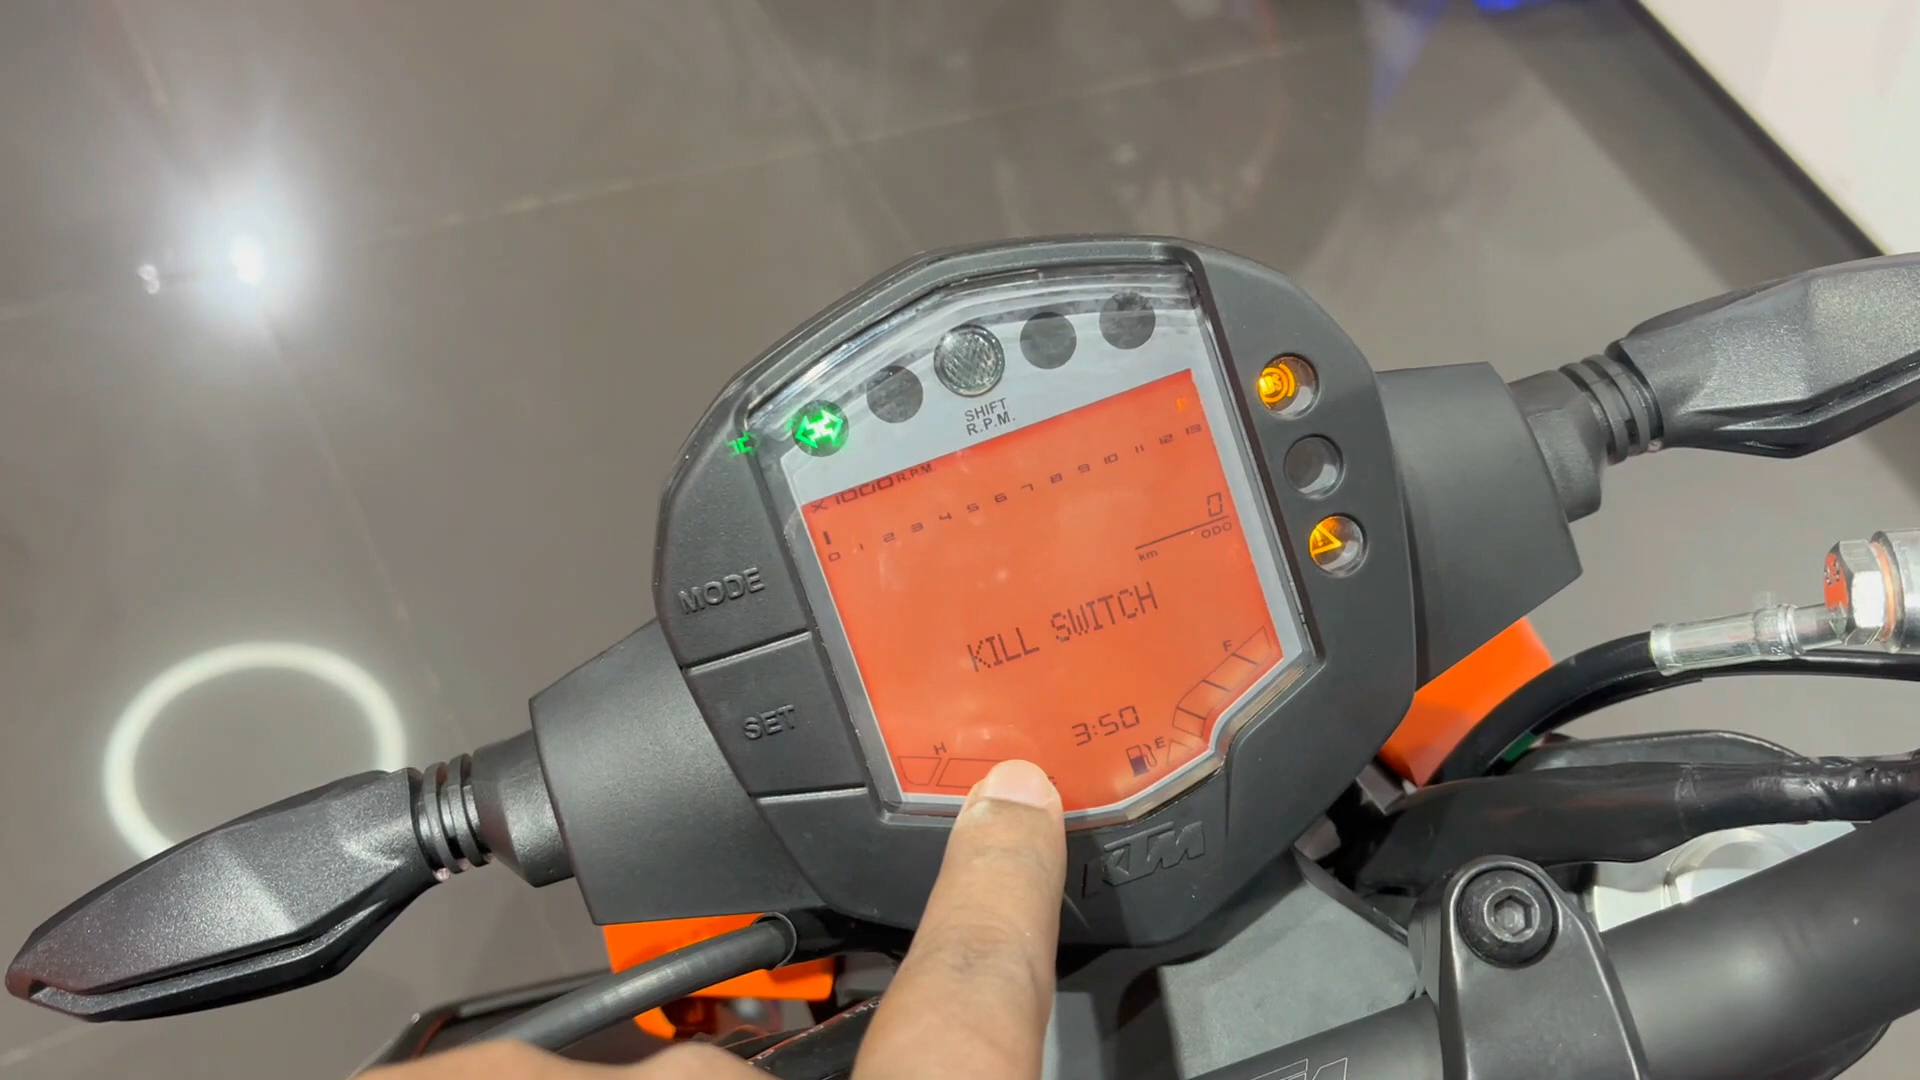 SHIFT
R.P.M.
X 1000 R.P.M.
0 1 2 3 4 5 6 7 8 9 10 11 12 13
0
km ODO
MODE
KILL SWITCH
SET
F
3:50
H
E
KTM